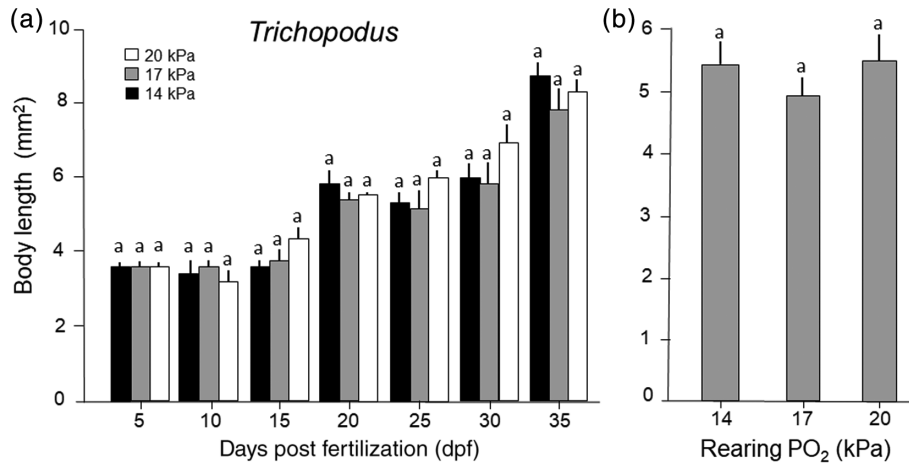 (a)
Trichopodus
20 kPa
17 kPa
14 kPa
Body length (mm²)
10
8
6
4
2
0
a a a
a a a
a a a
a a a
a a a
a a a
a a a
5 10 15 20 25 30 35
Days post fertilization (dpf)
(b)
6
5
4
3
2
1
0
a a a
14 17 20
Rearing PO₂ (kPa)